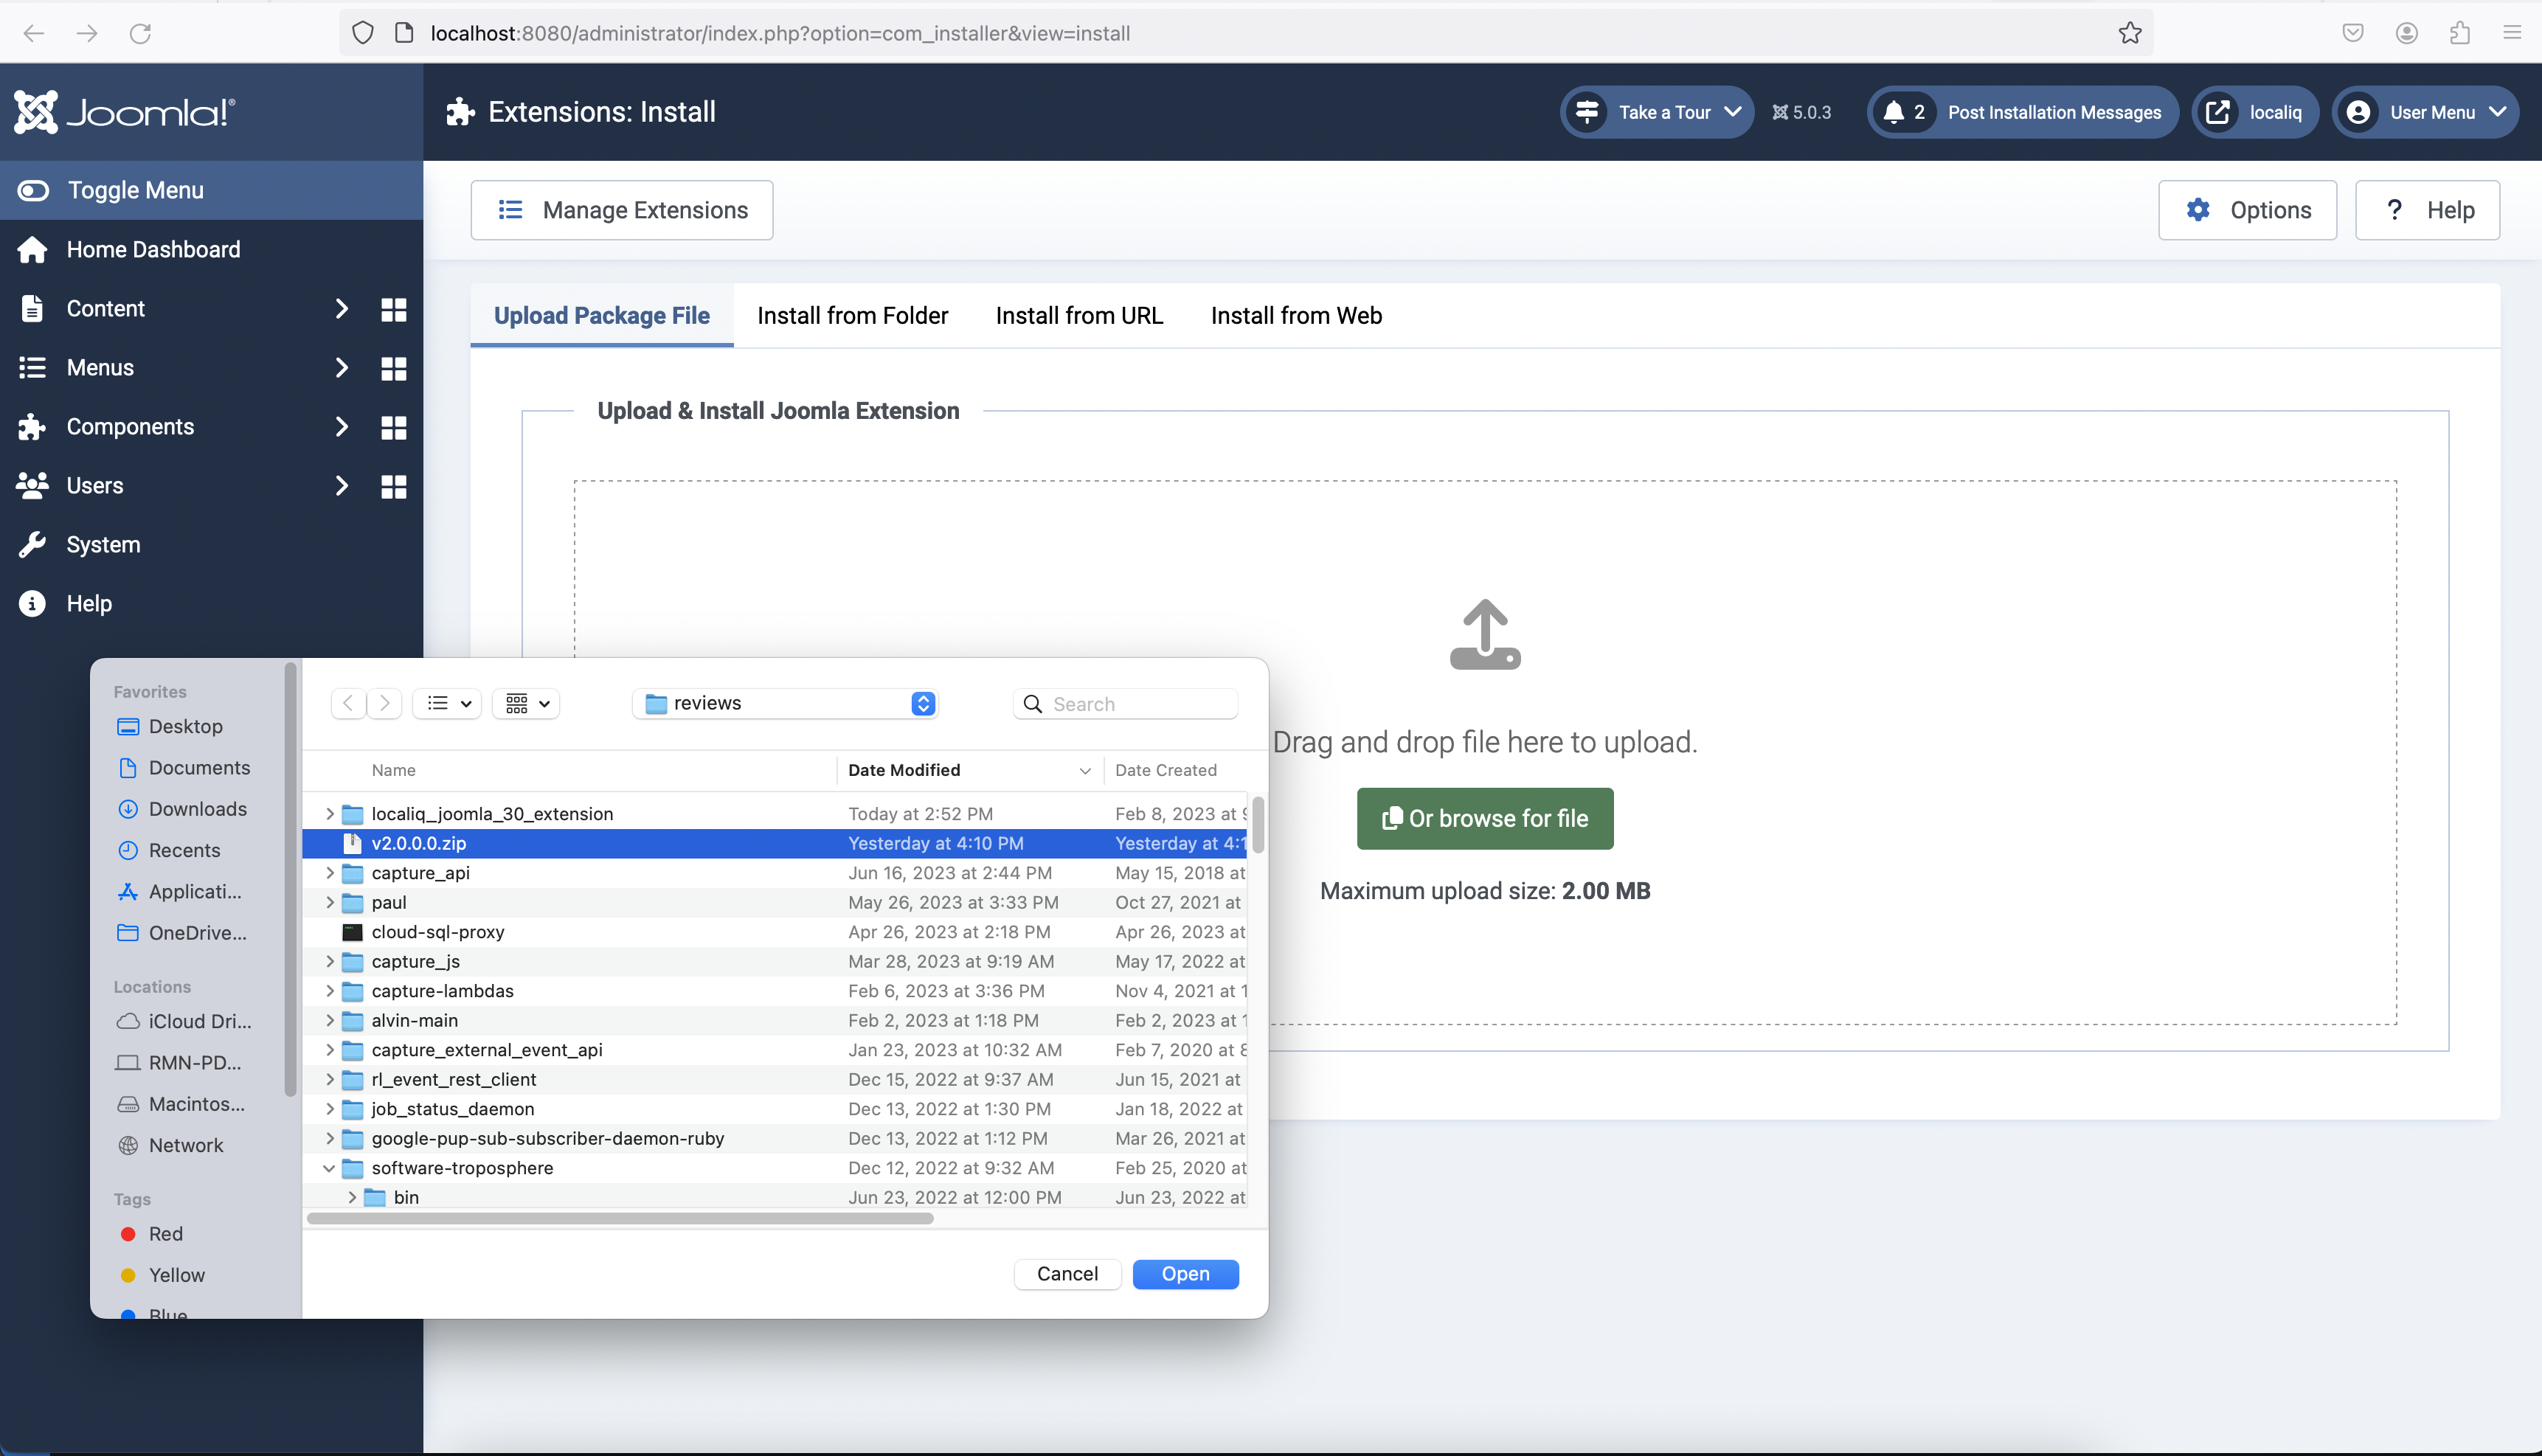 localhost:8080/administrator/index.php?option=com_installer&view=install
Joomla!®
Extensions: Install
Take a Tour
5.0.3
2
Post Installation Messages
localiq
User Menu
Toggle Menu
Home Dashboard
Content
Menus
Components
Users
System
Help
Manage Extensions
Options
? Help
Upload Package File
Install from Folder
Install from URL
Install from Web
Upload & Install Joomla Extension
Drag and drop file here to upload.
Or browse for file
Maximum upload size: 2.00 MB
Favorites
Desktop
Documents
Downloads
Recents
Applicati...
OneDrive...
Locations
iCloud Dri...
RMN-PD...
Macintos...
Network
Tags
Red
Yellow
Blue
reviews
Search
Name Date Modified Date Created
localiq_joomla_30_extension Today at 2:52 PM Feb 8, 2023 at
v2.0.0.0.zip Yesterday at 4:10 PM Yesterday at 4:1
capture_api Jun 16, 2023 at 2:44 PM May 15, 2018 at
paul May 26, 2023 at 3:33 PM Oct 27, 2021 at
cloud-sql-proxy Apr 26, 2023 at 2:18 PM Apr 26, 2023 at
capture_js Mar 28, 2023 at 9:19 AM May 17, 2022 at
capture-lambdas Feb 6, 2023 at 3:36 PM Nov 4, 2021 at 1
alvin-main Feb 2, 2023 at 1:18 PM Feb 2, 2023 at 1
capture_external_event_api Jan 23, 2023 at 10:32 AM Feb 7, 2020 at 8
rl_event_rest_client Dec 15, 2022 at 9:37 AM Jun 15, 2021 at
job_status_daemon Dec 13, 2022 at 1:30 PM Jan 18, 2022 at
google-pup-sub-subscriber-daemon-ruby Dec 13, 2022 at 1:12 PM Mar 26, 2021 at
software-troposphere Dec 12, 2022 at 9:32 AM Feb 25, 2020 at
bin Jun 23, 2022 at 12:00 PM Jun 23, 2022 at
Cancel
Open